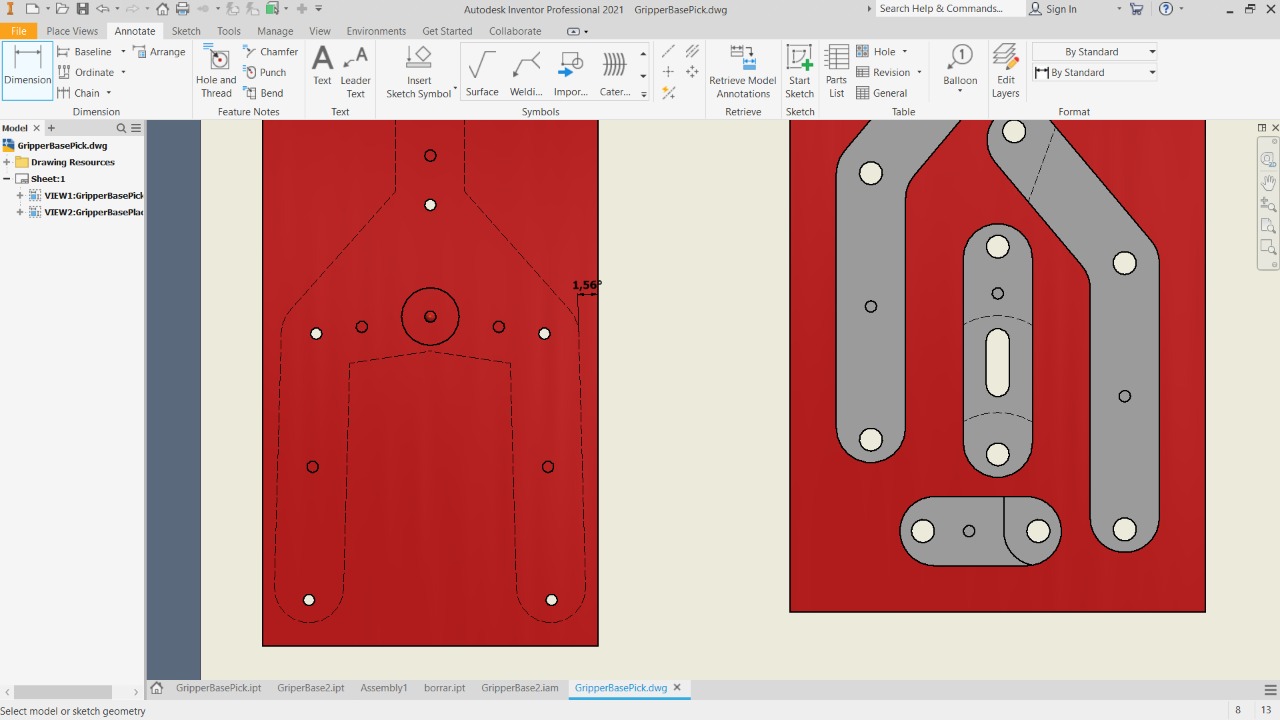 Autodesk Inventor Professional 2021 GripperBasePick.dwg
Search Help & Commands...
Sign In
File Place Views Annotate Sketch Tools Manage View Environments Get Started Collaborate
Dimension
Baseline
Ordinate
Chain
Arrange
Dimension
Hole and Thread
Chamfer
Punch
Bend
Feature Notes
Text
Leader Text
Text
Insert Sketch Symbol
Surface
Weldi...
Impor...
Cater...
Symbols
Retrieve Model Annotations
Retrieve
Start Sketch
Sketch
Parts List
Hole
Revision
General
Table
Balloon
Edit Layers
By Standard
By Standard
Format
Model
GripperBasePick.dwg
Drawing Resources
Sheet:1
VIEW1:GripperBasePick
VIEW2:GripperBasePlac
1,56°
GripperBasePick.ipt GriperBase2.ipt Assembly1 borrar.ipt GripperBase2.iam GripperBasePick.dwg
Select model or sketch geometry
8 13